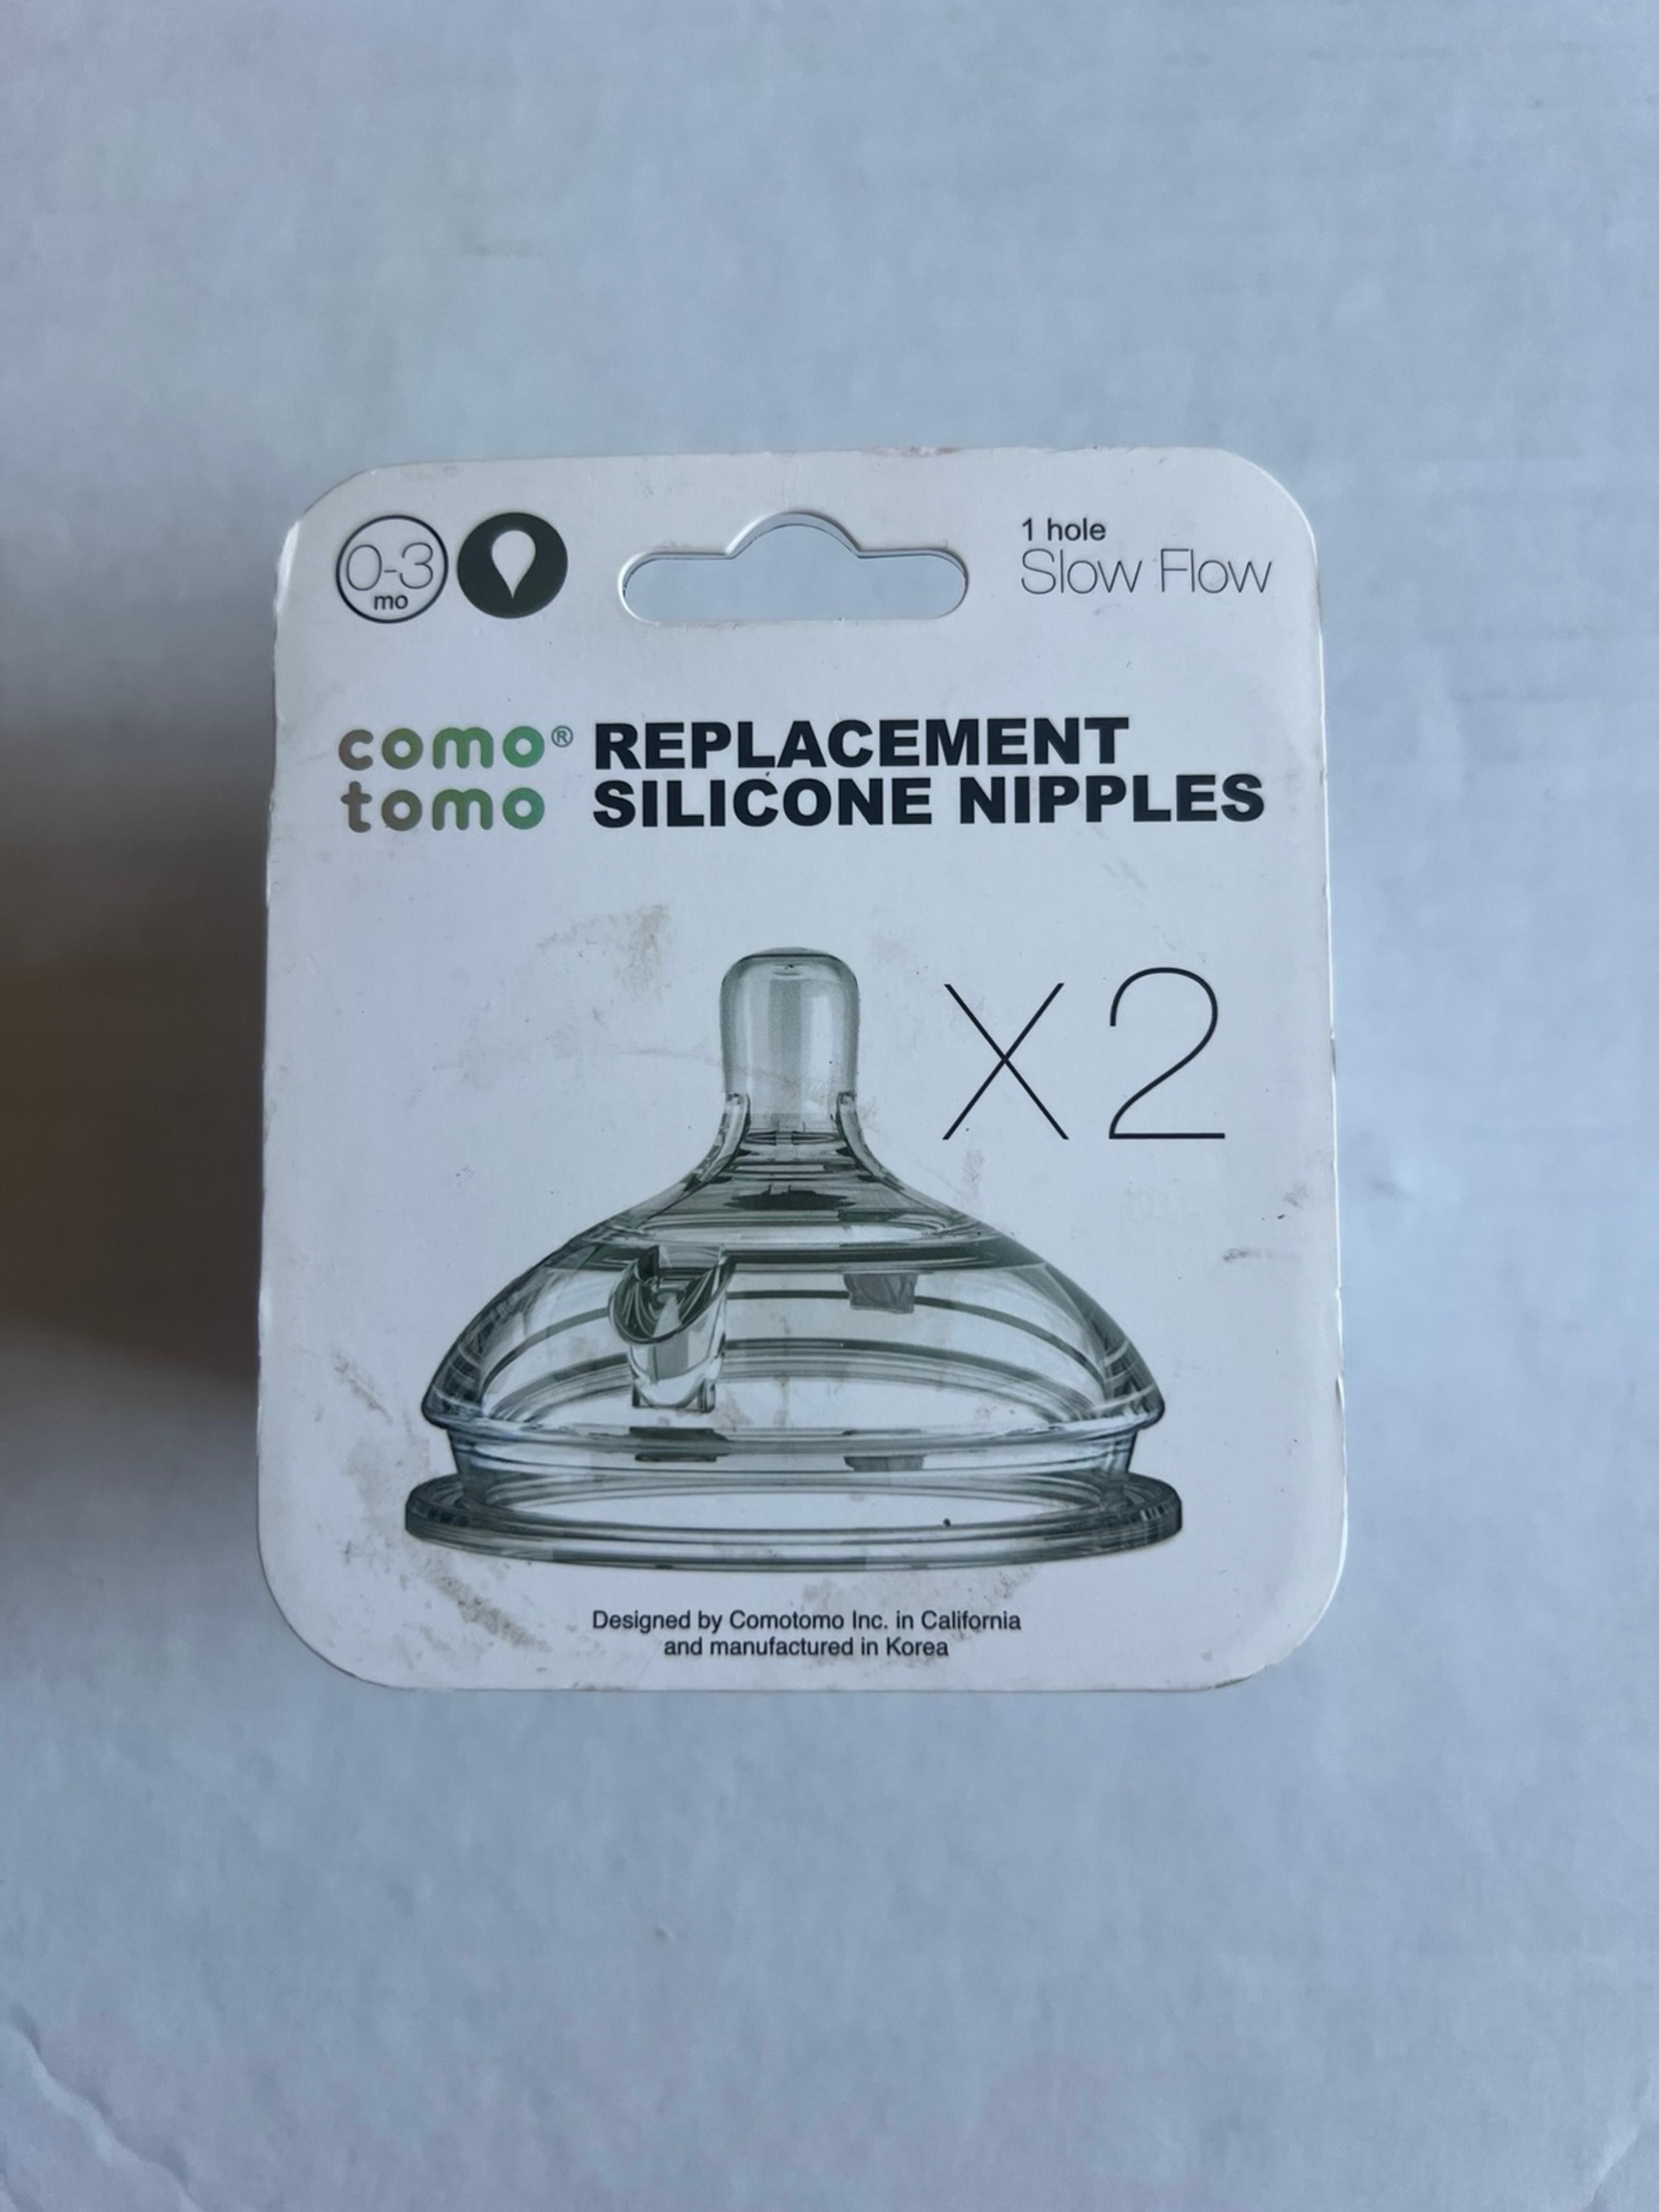 0-3
mo
1 hole
Slow Flow
como®
tomo
REPLACEMENT
SILICONE NIPPLES
X2
Designed by Comotomo Inc. in California
and manufactured in Korea